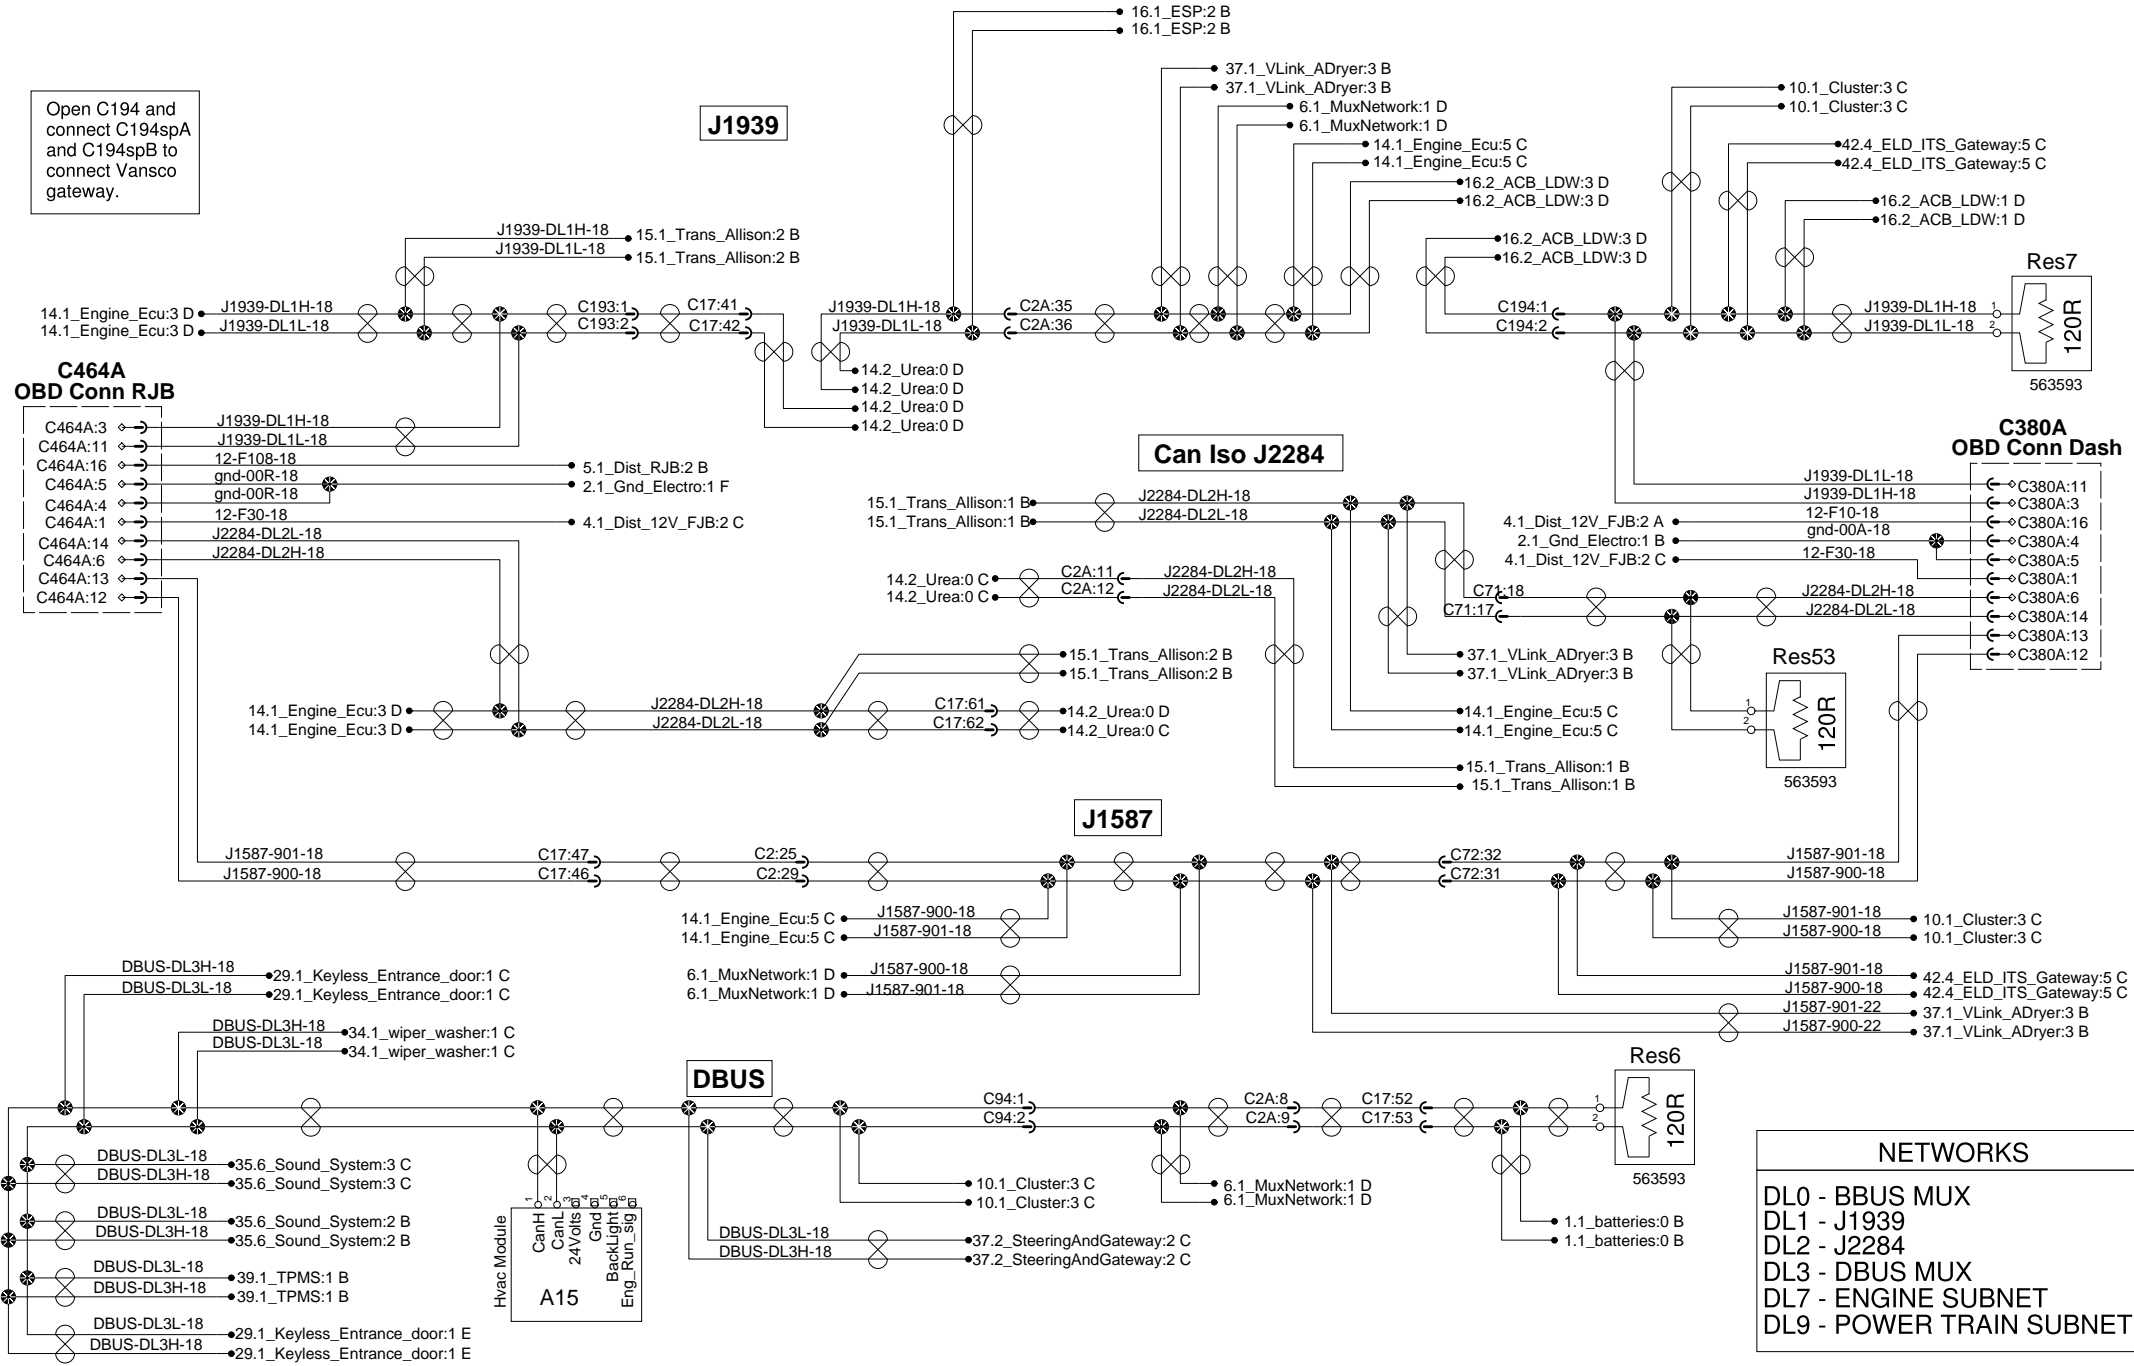 16.1_ESP:2 B
16.1_ESP:2 B
37.1_VLink_ADryer:3 B
37.1_VLink_ADryer:3 B
6.1_MuxNetwork:1 D
6.1_MuxNetwork:1 D
14.1_Engine_Ecu:5 C
14.1_Engine_Ecu:5 C
16.2_ACB_LDW:3 D
16.2_ACB_LDW:3 D
10.1_Cluster:3 C
10.1_Cluster:3 C
42.4_ELD_ITS_Gateway:5 C
42.4_ELD_ITS_Gateway:5 C
16.2_ACB_LDW:1 D
16.2_ACB_LDW:1 D
16.2_ACB_LDW:3 D
16.2_ACB_LDW:3 D
Open C194 and
connect C194spA
and C194spB to
connect Vansco
gateway.
J1939
J1939-DL1H-18
15.1_Trans_Allison:2 B
J1939-DL1L-18
15.1_Trans_Allison:2 B
14.1_Engine_Ecu:3 D
J1939-DL1H-18
C193:1
C17:41
J1939-DL1H-18
C2A:35
C194:1
J1939-DL1H-18
1
14.1_Engine_Ecu:3 D
J1939-DL1L-18
C193:2
C17:42
J1939-DL1L-18
C2A:36
C194:2
J1939-DL1L-18
2
Res7
120R
563593
14.2_Urea:0 D
14.2_Urea:0 D
14.2_Urea:0 D
14.2_Urea:0 D
C464A
OBD Conn RJB
C464A:3
J1939-DL1H-18
C464A:11
J1939-DL1L-18
C464A:16
12-F108-18
5.1_Dist_RJB:2 B
C464A:5
gnd-00R-18
2.1_Gnd_Electro:1 F
C464A:4
gnd-00R-18
C464A:1
12-F30-18
4.1_Dist_12V_FJB:2 C
C464A:14
J2284-DL2L-18
C464A:6
J2284-DL2H-18
C464A:13
C464A:12
Can Iso J2284
15.1_Trans_Allison:1 B
J2284-DL2H-18
15.1_Trans_Allison:1 B
J2284-DL2L-18
14.2_Urea:0 C
C2A:11
J2284-DL2H-18
14.2_Urea:0 C
C2A:12
J2284-DL2L-18
C71:18
C71:17
C380A
OBD Conn Dash
J1939-DL1L-18
C380A:11
J1939-DL1H-18
C380A:3
4.1_Dist_12V_FJB:2 A
12-F10-18
C380A:16
2.1_Gnd_Electro:1 B
gnd-00A-18
C380A:4
4.1_Dist_12V_FJB:2 C
12-F30-18
C380A:5
C380A:1
J2284-DL2H-18
C380A:6
J2284-DL2L-18
C380A:14
C380A:13
C380A:12
Res53
1
2
120R
563593
15.1_Trans_Allison:2 B
15.1_Trans_Allison:2 B
37.1_VLink_ADryer:3 B
37.1_VLink_ADryer:3 B
14.1_Engine_Ecu:3 D
J2284-DL2H-18
C17:61
14.2_Urea:0 D
14.1_Engine_Ecu:5 C
14.1_Engine_Ecu:3 D
J2284-DL2L-18
C17:62
14.2_Urea:0 C
14.1_Engine_Ecu:5 C
15.1_Trans_Allison:1 B
15.1_Trans_Allison:1 B
J1587
J1587-901-18
C17:47
C2:25
C72:32
J1587-901-18
J1587-900-18
C17:46
C2:29
C72:31
J1587-900-18
14.1_Engine_Ecu:5 C
J1587-900-18
14.1_Engine_Ecu:5 C
J1587-901-18
6.1_MuxNetwork:1 D
J1587-900-18
6.1_MuxNetwork:1 D
J1587-901-18
J1587-901-18
10.1_Cluster:3 C
J1587-900-18
10.1_Cluster:3 C
J1587-901-18
42.4_ELD_ITS_Gateway:5 C
J1587-900-18
42.4_ELD_ITS_Gateway:5 C
J1587-901-22
37.1_VLink_ADryer:3 B
J1587-900-22
37.1_VLink_ADryer:3 B
DBUS-DL3H-18
29.1_Keyless_Entrance_door:1 C
DBUS-DL3L-18
29.1_Keyless_Entrance_door:1 C
DBUS-DL3H-18
34.1_wiper_washer:1 C
DBUS-DL3L-18
34.1_wiper_washer:1 C
DBUS
C94:1
C2A:8
C17:52
1
C94:2
C2A:9
C17:53
2
Res6
120R
563593
DBUS-DL3L-18
35.6_Sound_System:3 C
DBUS-DL3H-18
35.6_Sound_System:3 C
DBUS-DL3L-18
35.6_Sound_System:2 B
DBUS-DL3H-18
35.6_Sound_System:2 B
DBUS-DL3L-18
39.1_TPMS:1 B
DBUS-DL3H-18
39.1_TPMS:1 B
DBUS-DL3L-18
29.1_Keyless_Entrance_door:1 E
DBUS-DL3H-18
29.1_Keyless_Entrance_door:1 E
Hvac Module
1
CanH
2
CanL
3
24Volts
4
Gnd
5
BackLight
6
Eng_Run_sig
A15
10.1_Cluster:3 C
10.1_Cluster:3 C
DBUS-DL3L-18
37.2_SteeringAndGateway:2 C
DBUS-DL3H-18
37.2_SteeringAndGateway:2 C
6.1_MuxNetwork:1 D
6.1_MuxNetwork:1 D
1.1_batteries:0 B
1.1_batteries:0 B
NETWORKS
DL0 - BBUS MUX
DL1 - J1939
DL2 - J2284
DL3 - DBUS MUX
DL7 - ENGINE SUBNET
DL9 - POWER TRAIN SUBNET